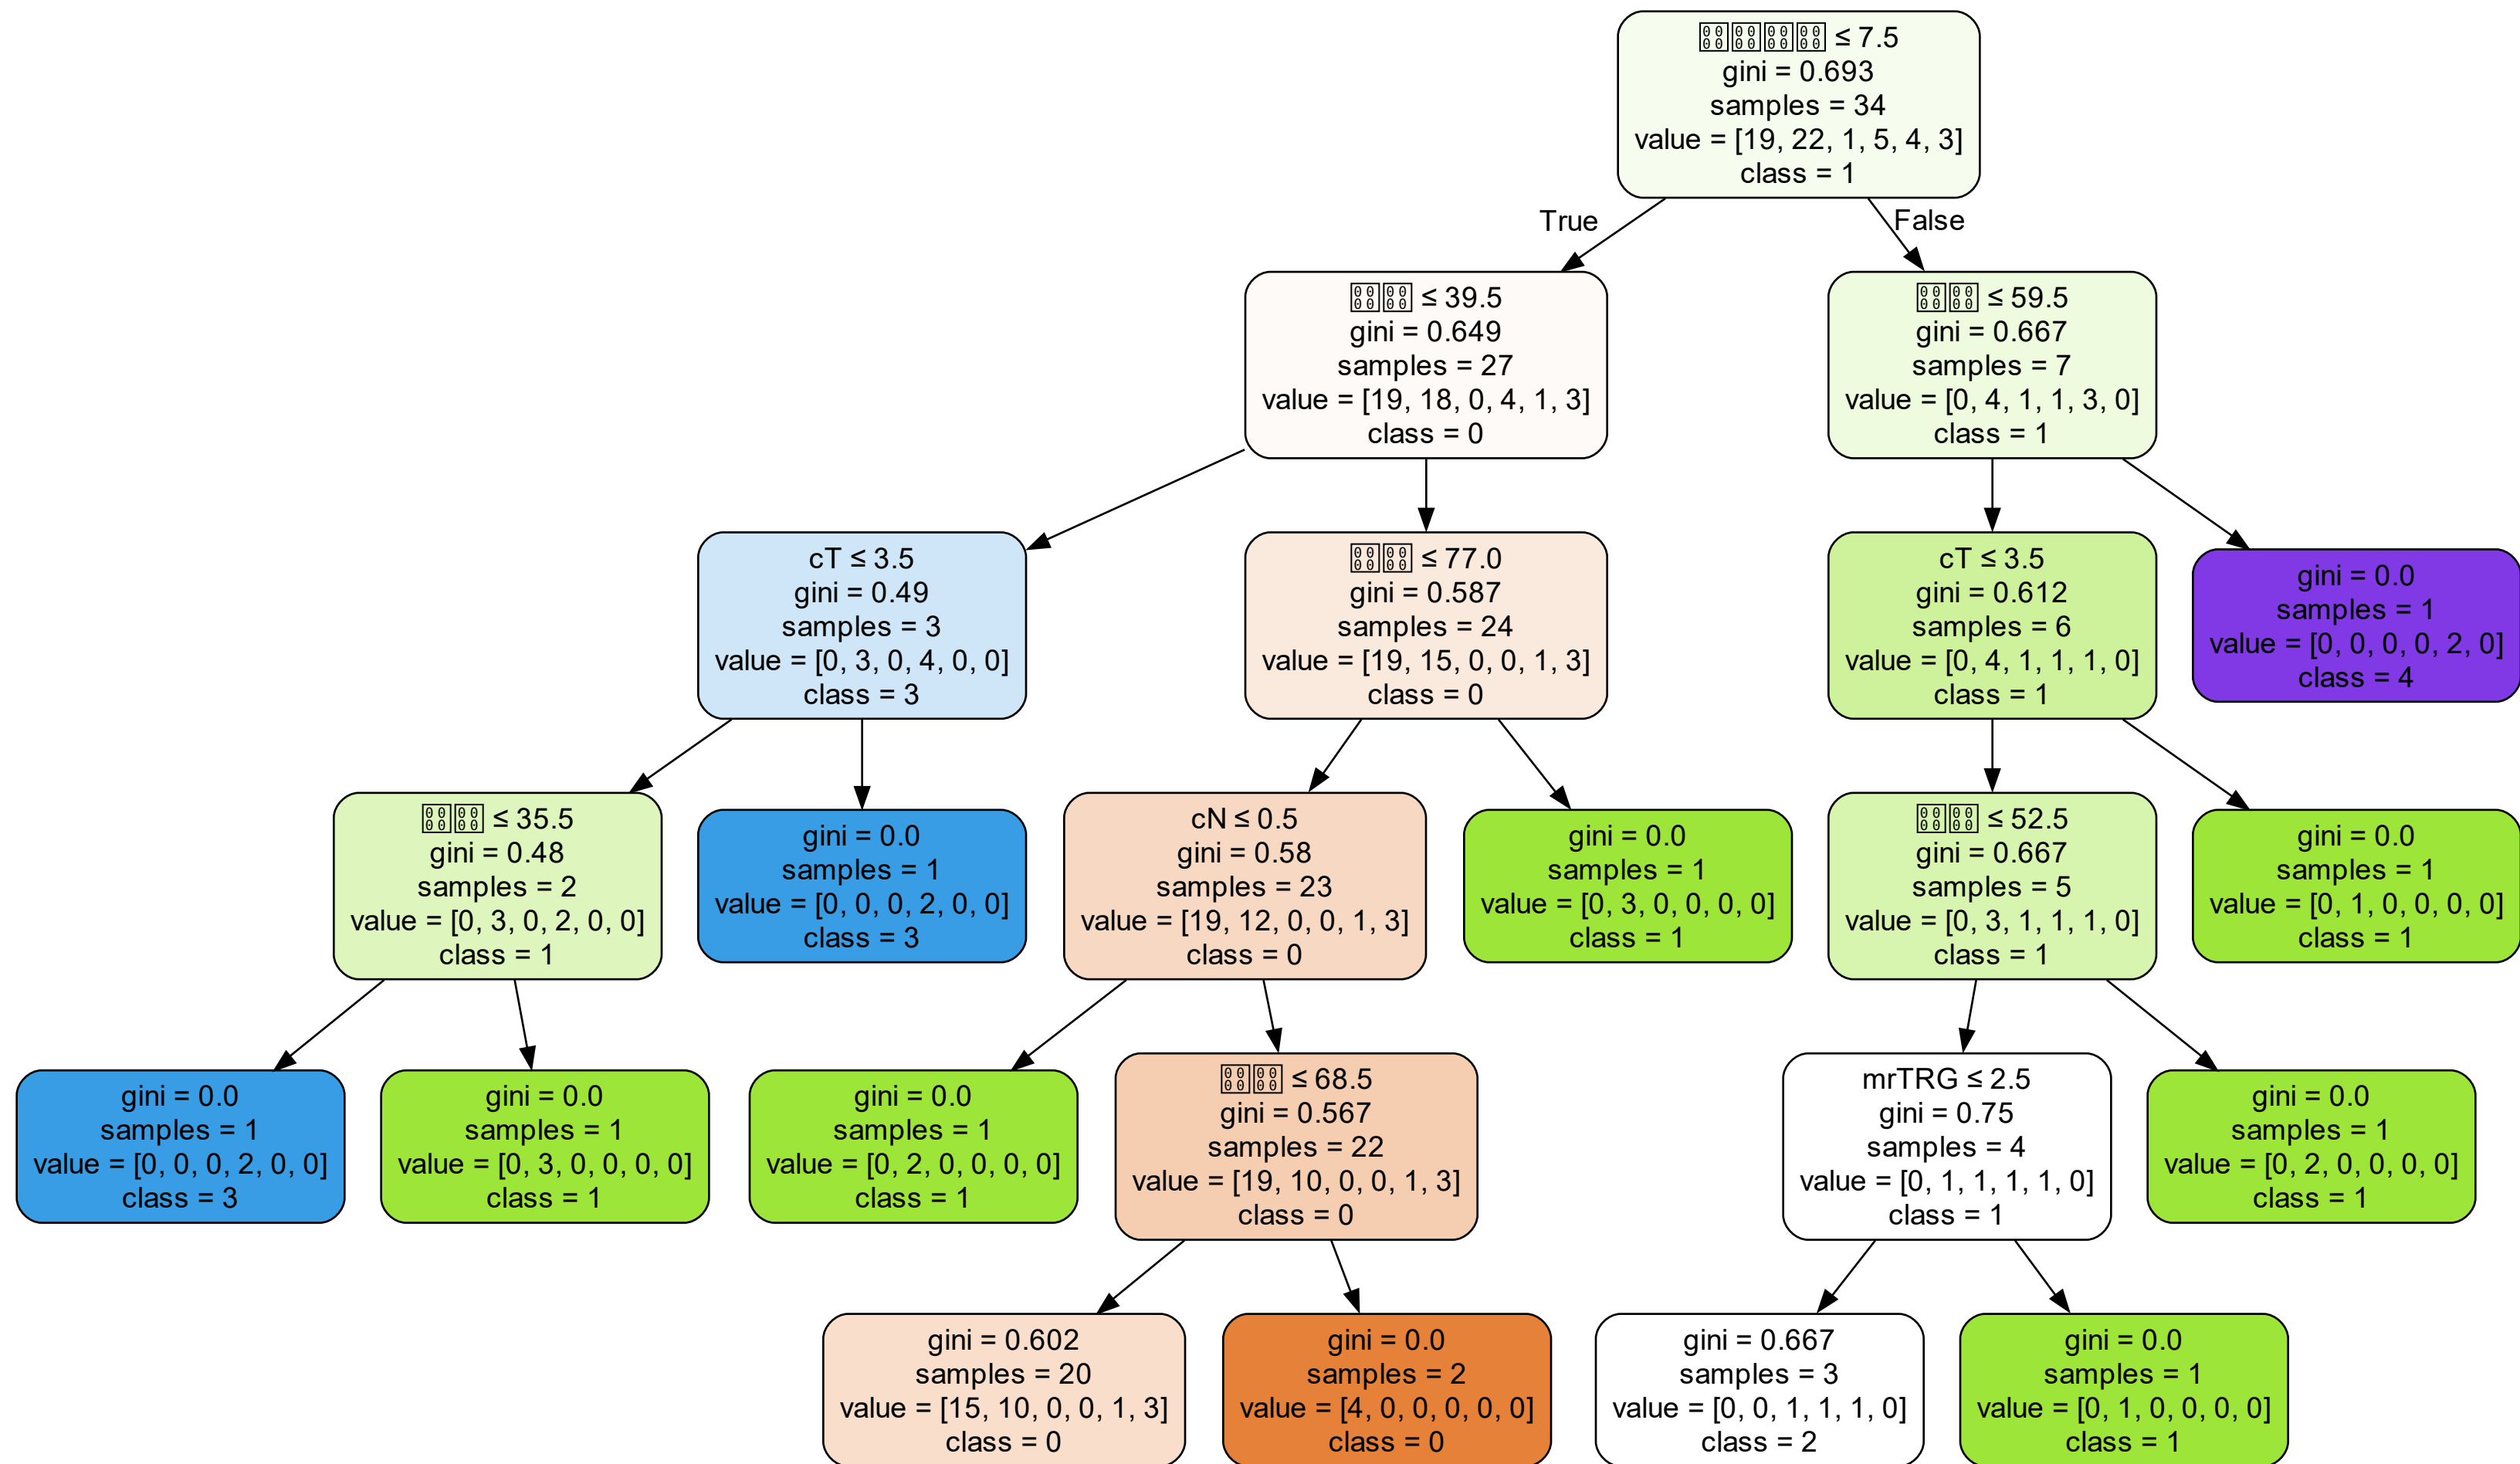 ≤ 7.5
gini = 0.693
samples = 34
value = [19, 22, 1, 5, 4, 3]
class = 1
True
False
≤ 39.5
gini = 0.649
samples = 27
value = [19, 18, 0, 4, 1, 3]
class = 0
≤ 59.5
gini = 0.667
samples = 7
value = [0, 4, 1, 1, 3, 0]
class = 1
cT ≤ 3.5
gini = 0.49
samples = 3
value = [0, 3, 0, 4, 0, 0]
class = 3
≤ 77.0
gini = 0.587
samples = 24
value = [19, 15, 0, 0, 1, 3]
class = 0
cT ≤ 3.5
gini = 0.612
samples = 6
value = [0, 4, 1, 1, 1, 0]
class = 1
gini = 0.0
samples = 1
value = [0, 0, 0, 0, 2, 0]
class = 4
≤ 35.5
gini = 0.48
samples = 2
value = [0, 3, 0, 2, 0, 0]
class = 1
gini = 0.0
samples = 1
value = [0, 0, 0, 2, 0, 0]
class = 3
cN ≤ 0.5
gini = 0.58
samples = 23
value = [19, 12, 0, 0, 1, 3]
class = 0
gini = 0.0
samples = 1
value = [0, 3, 0, 0, 0, 0]
class = 1
≤ 52.5
gini = 0.667
samples = 5
value = [0, 3, 1, 1, 1, 0]
class = 1
gini = 0.0
samples = 1
value = [0, 1, 0, 0, 0, 0]
class = 1
gini = 0.0
samples = 1
value = [0, 0, 0, 2, 0, 0]
class = 3
gini = 0.0
samples = 1
value = [0, 3, 0, 0, 0, 0]
class = 1
gini = 0.0
samples = 1
value = [0, 2, 0, 0, 0, 0]
class = 1
≤ 68.5
gini = 0.567
samples = 22
value = [19, 10, 0, 0, 1, 3]
class = 0
mrTRG ≤ 2.5
gini = 0.75
samples = 4
value = [0, 1, 1, 1, 1, 0]
class = 1
gini = 0.0
samples = 1
value = [0, 2, 0, 0, 0, 0]
class = 1
gini = 0.602
samples = 20
value = [15, 10, 0, 0, 1, 3]
class = 0
gini = 0.0
samples = 2
value = [4, 0, 0, 0, 0, 0]
class = 0
gini = 0.667
samples = 3
value = [0, 0, 1, 1, 1, 0]
class = 2
gini = 0.0
samples = 1
value = [0, 1, 0, 0, 0, 0]
class = 1